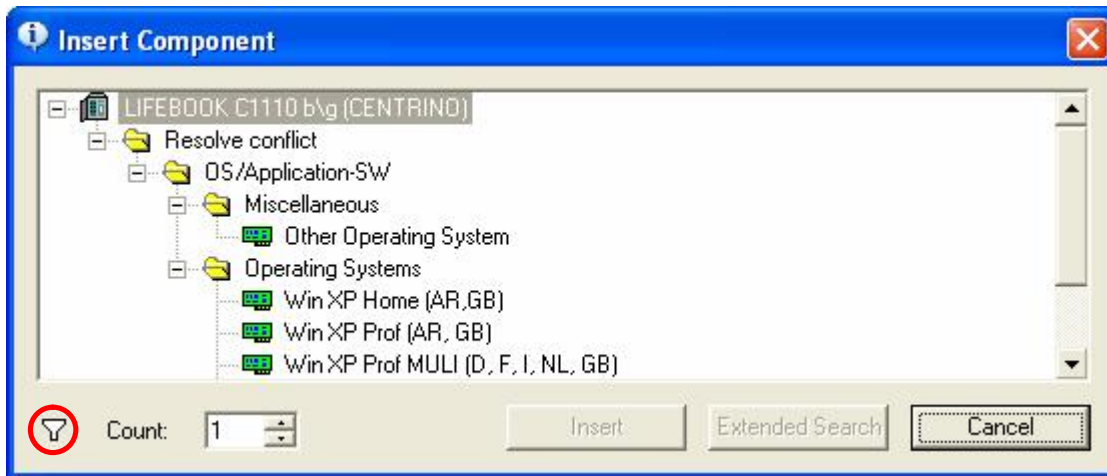 Insert Component
LIFEBOOK C1110 b\g (CENTRINO)
Resolve conflict
OS/Application-SW
Miscellaneous
Other Operating System
Operating Systems
Win XP Home (AR,GB)
Win XP Prof (AR, GB)
Win XP Prof MULI (D, F, I, NL, GB)
Count: 1 Insert Extended Search Cancel